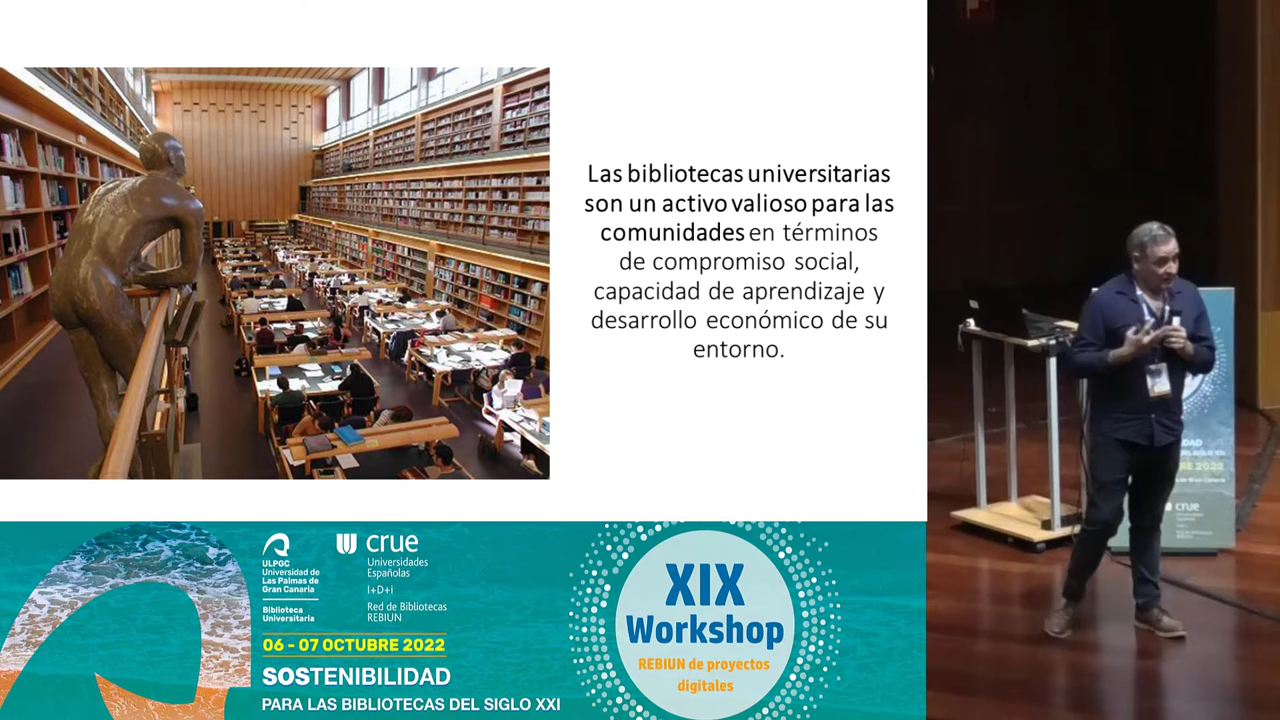 Las bibliotecas universitarias
son un activo valioso para las
comunidades en términos
de compromiso social,
capacidad de aprendizaje y
desarrollo económico de su
entorno.
ULPGC
Universidad de
Las Palmas de
Gran Canaria
Biblioteca
Universitaria
crue
Universidades
Españolas
I+D+i
Red de Bibliotecas
REBIUN
06 - 07 OCTUBRE 2022
SOSTENIBILIDAD
PARA LAS BIBLIOTECAS DEL SIGLO XXI
XIX
Workshop
REBIUN de proyectos
digitales
crue